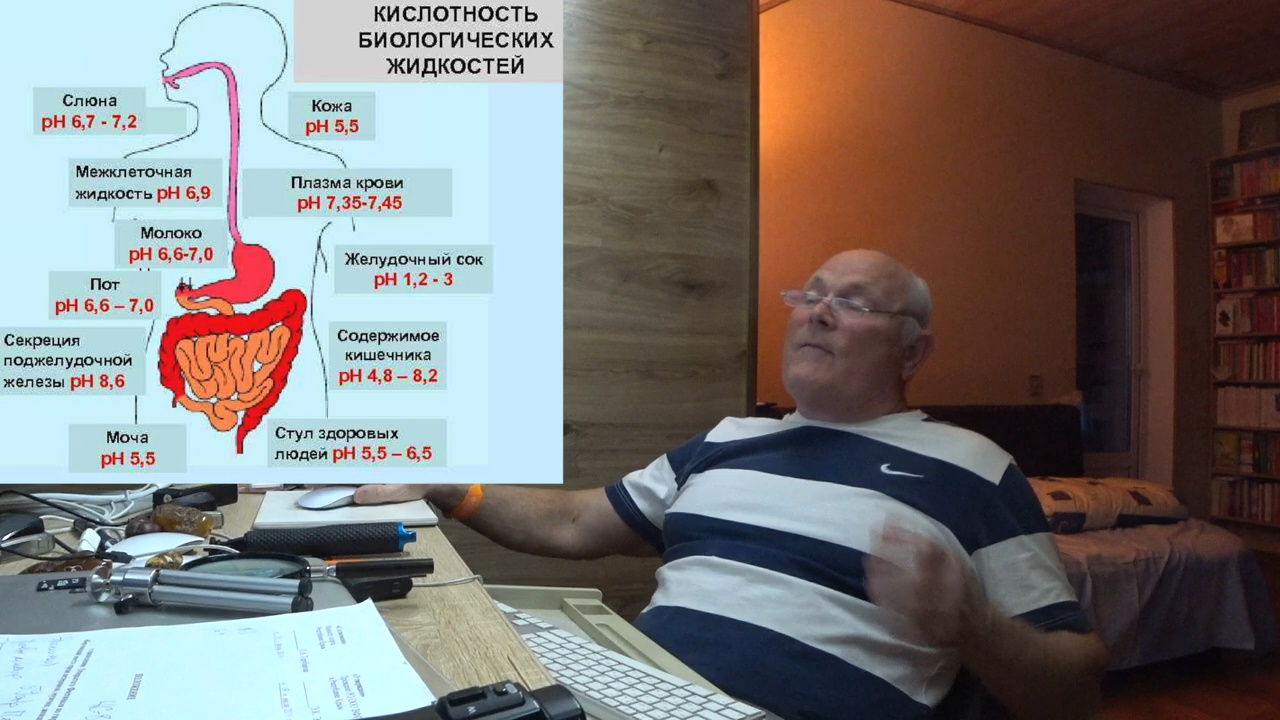 КИСЛОТНОСТЬ
БИОЛОГИЧЕСКИХ
ЖИДКОСТЕЙ
Слюна
pH 6,7 - 7,2
Кожа
pH 5,5
Межклеточная
жидкость pH 6,9
Плазма крови
pH 7,35-7,45
Молоко
pH 6,6-7,0
Желудочный сок
pH 1,2 - 3
Пот
pH 6,6 – 7,0
Секреция
поджелудочной
железы pH 8,6
Содержимое
кишечника
pH 4,8 – 8,2
Моча
pH 5,5
Стул здоровых
людей pH 5,5 – 6,5